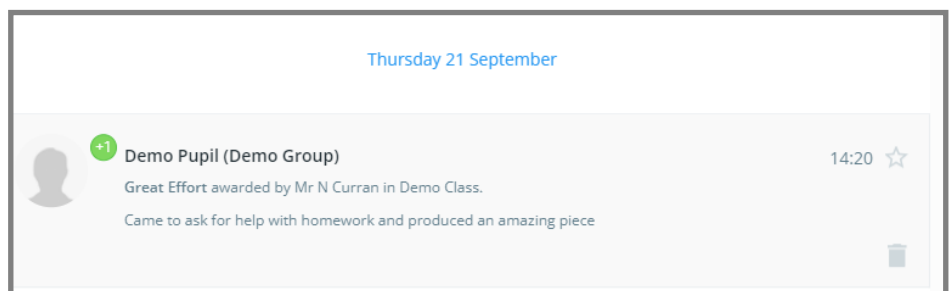 Thursday 21 September
+1
Demo Pupil (Demo Group)
14:20
Great Effort awarded by Mr N Curran in Demo Class.
Came to ask for help with homework and produced an amazing piece